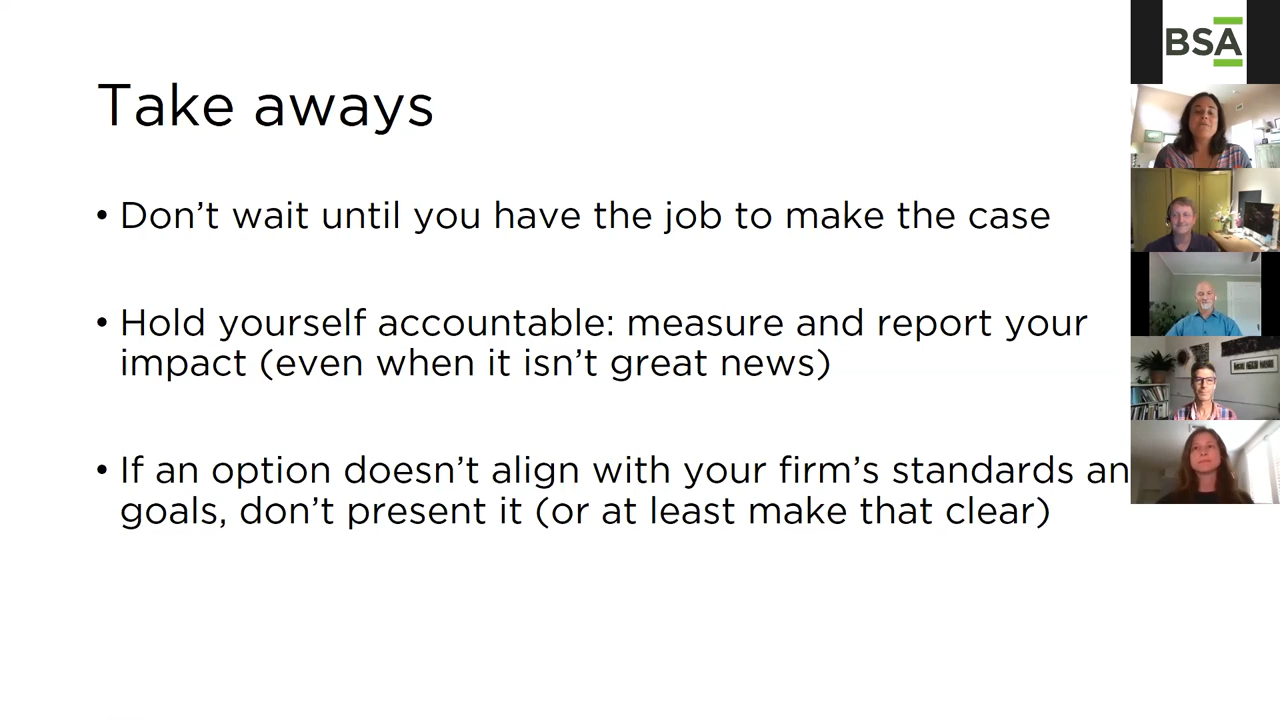 BSA
Take aways
• Don’t wait until you have the job to make the case
• Hold yourself accountable: measure and report your
impact (even when it isn’t great news)
• If an option doesn’t align with your firm’s standards an
goals, don’t present it (or at least make that clear)